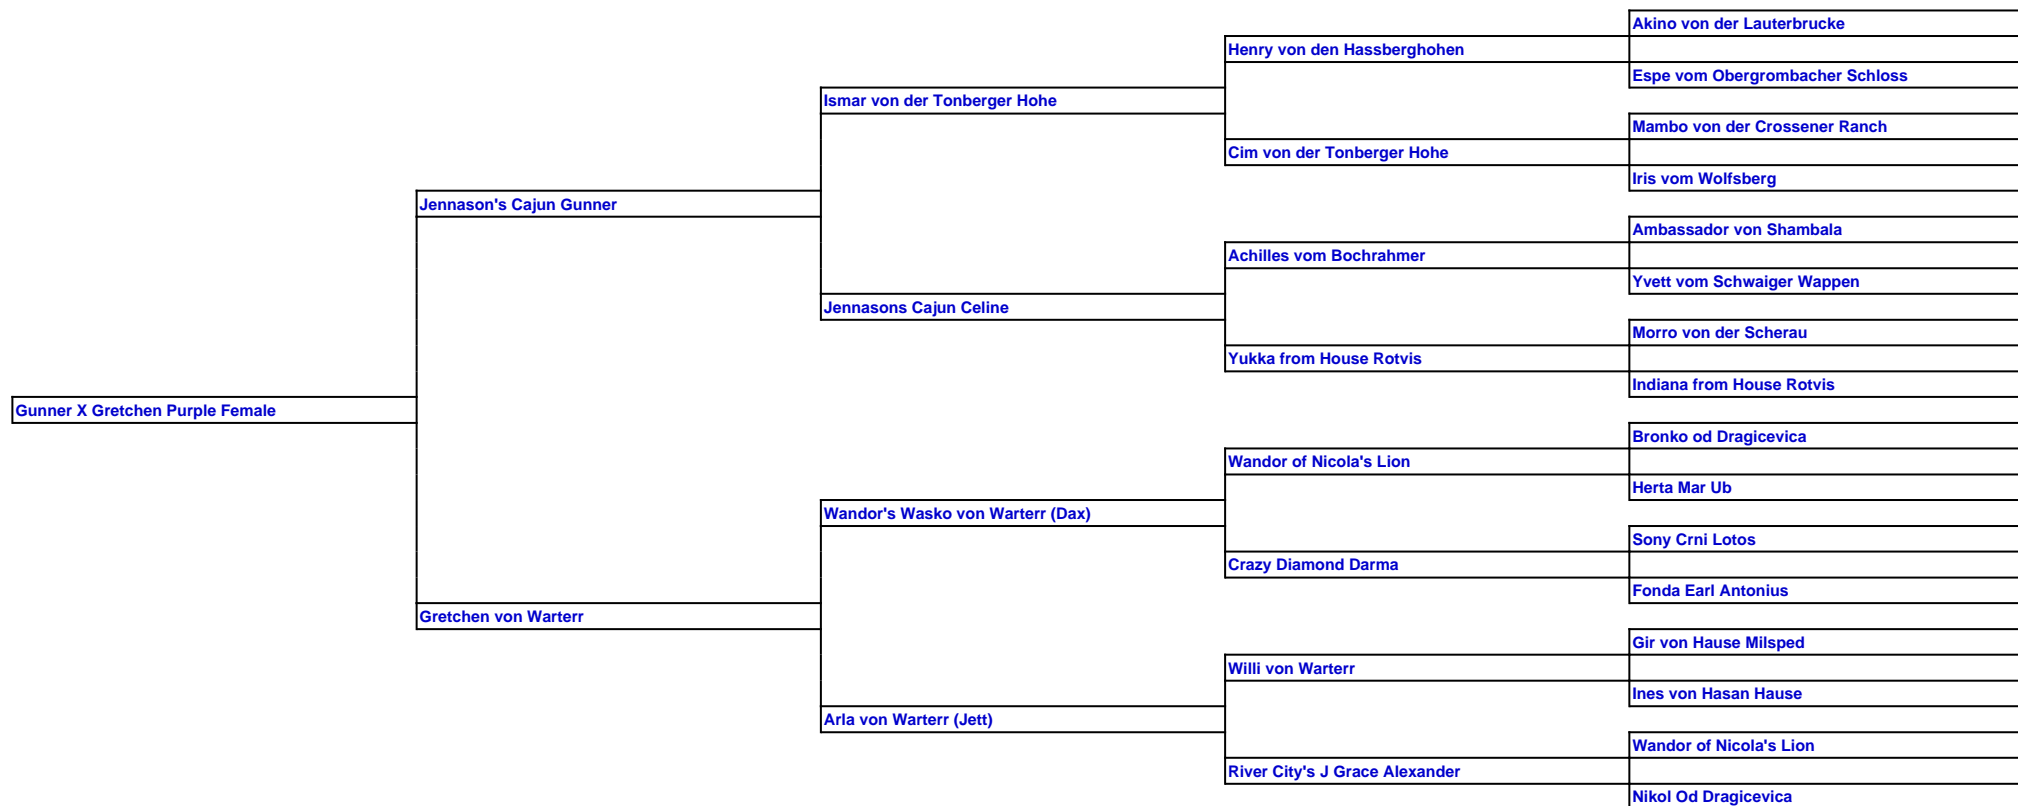 Akino von der Lauterbrucke
Henry von den Hassberghohen
Espe vom Obergrombacher Schloss
Ismar von der Tonberger Hohe
Mambo von der Crossener Ranch
Cim von der Tonberger Hohe
Iris vom Wolfsberg
Jennason's Cajun Gunner
Ambassador von Shambala
Achilles vom Bochrahmer
Yvett vom Schwaiger Wappen
Jennasons Cajun Celine
Morro von der Scherau
Yukka from House Rotvis
Indiana from House Rotvis
Gunner X Gretchen Purple Female
Bronko od Dragicevica
Wandor of Nicola's Lion
Herta Mar Ub
Wandor's Wasko von Warterr (Dax)
Sony Crni Lotos
Crazy Diamond Darma
Fonda Earl Antonius
Gretchen von Warterr
Gir von Hause Milsped
Willi von Warterr
Ines von Hasan Hause
Arla von Warterr (Jett)
Wandor of Nicola's Lion
River City's J Grace Alexander
Nikol Od Dragicevica